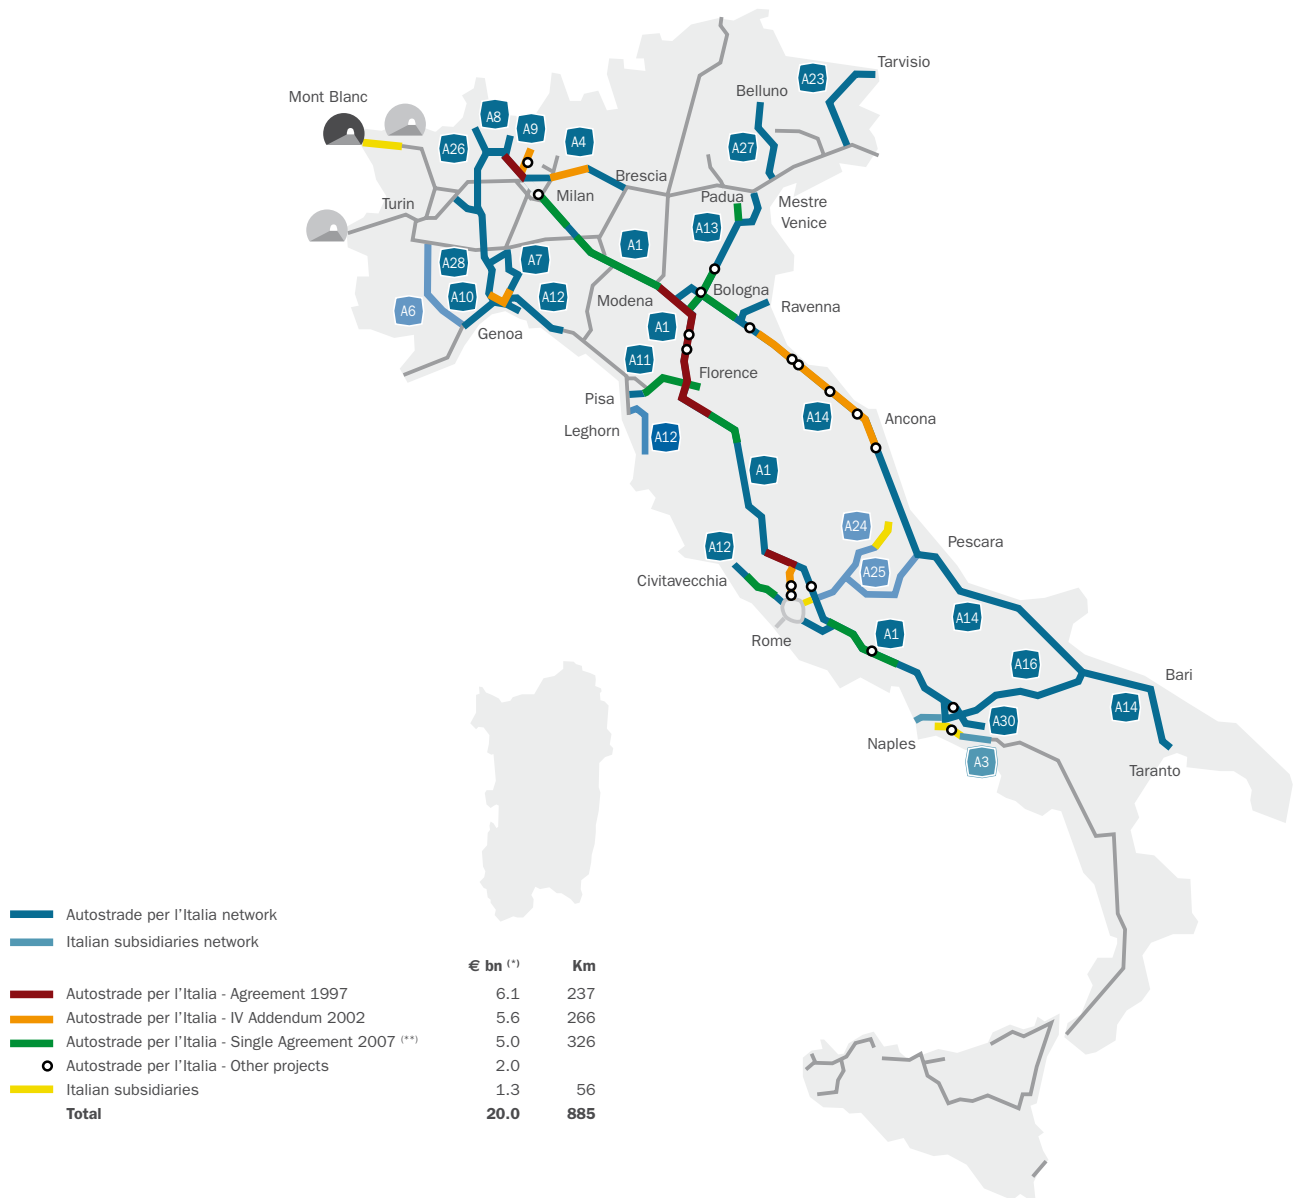 Tarvisio
A23
Belluno
Mont Blanc
A8
A9
A4
A26
A27
Brescia
Milan
Padua
Mestre
Venice
Turin
A13
A1
A28
A7
Bologna
A10
A12
Modena
Ravenna
A6
Genoa
A1
A11
Florence
Pisa
A14
Ancona
Leghorn
A12
A1
A24
A12
Pescara
A25
Civitavecchia
A14
Rome
A1
A16
Bari
A14
A30
Naples
A3
Taranto
Autostrade per l’Italia network
Italian subsidiaries network
€ bn (*) Km
Autostrade per l’Italia - Agreement 1997 6.1 237
Autostrade per l’Italia - IV Addendum 2002 5.6 266
Autostrade per l’Italia - Single Agreement 2007 (**) 5.0 326
Autostrade per l’Italia - Other projects 2.0
Italian subsidiaries 1.3 56
Total 20.0 885